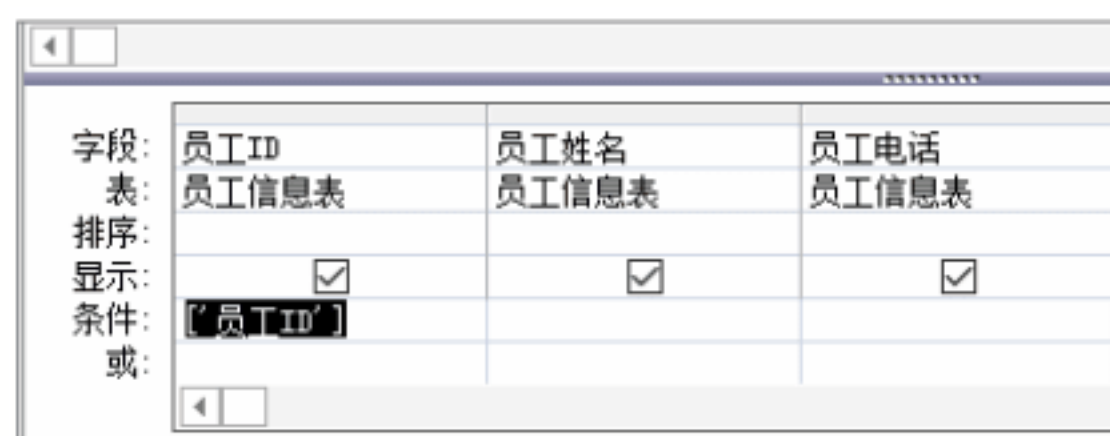 字段: 员工ID 员工姓名 员工电话
表: 员工信息表 员工信息表 员工信息表
排序:
显示:
条件: ['员工ID']
或: